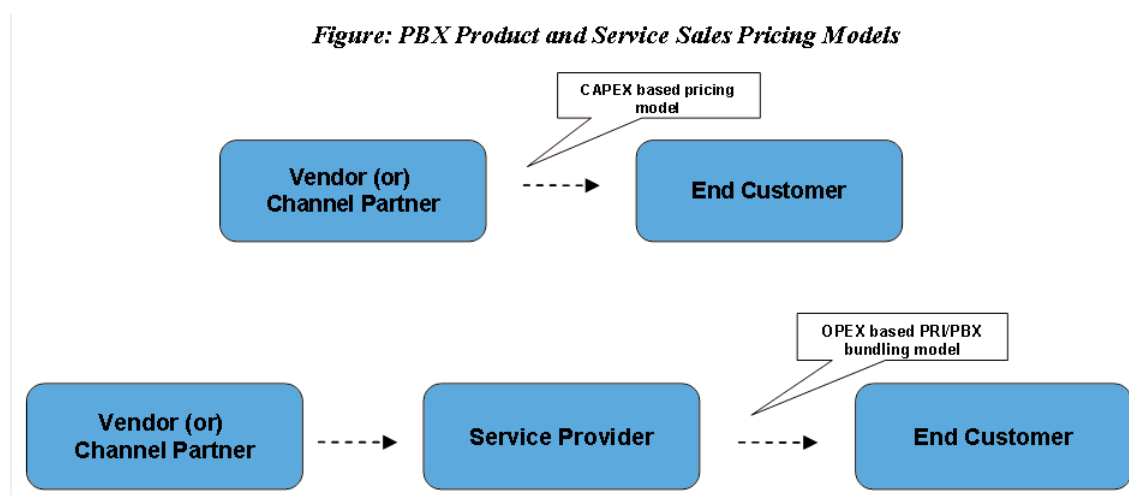 Figure: PBX Product and Service Sales Pricing Models
CAPEX based pricing
model
Vendor (or)
Channel Partner
End Customer
OPEX based PRI/PBX
bundling model
Vendor (or)
Channel Partner
Service Provider
End Customer